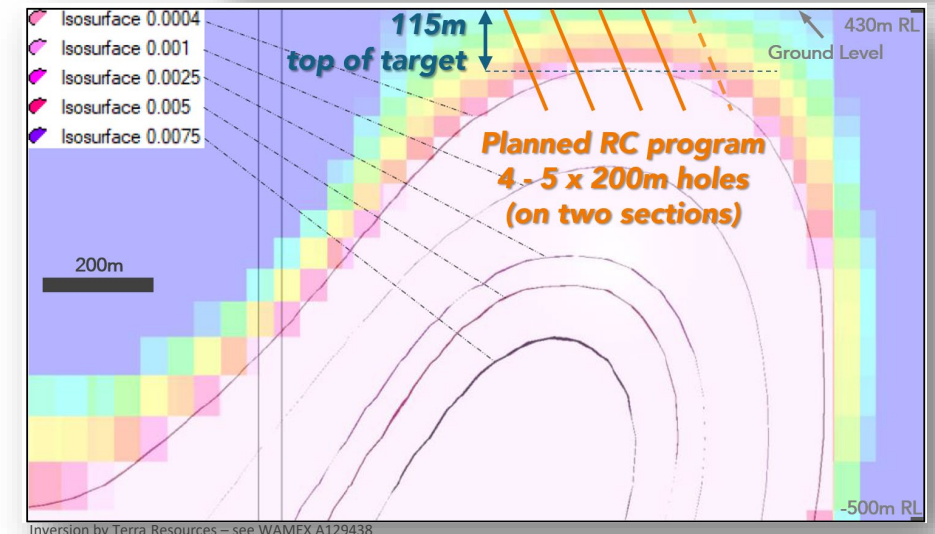 Isosurface 0.0004
Isosurface 0.001
Isosurface 0.0025
Isosurface 0.005
Isosurface 0.0075
115m
top of target
430m RL
Ground Level
Planned RC program
4 - 5 x 200m holes
(on two sections)
200m
-500m RL
Inversion by Terra Resources – see WAMEX A129438